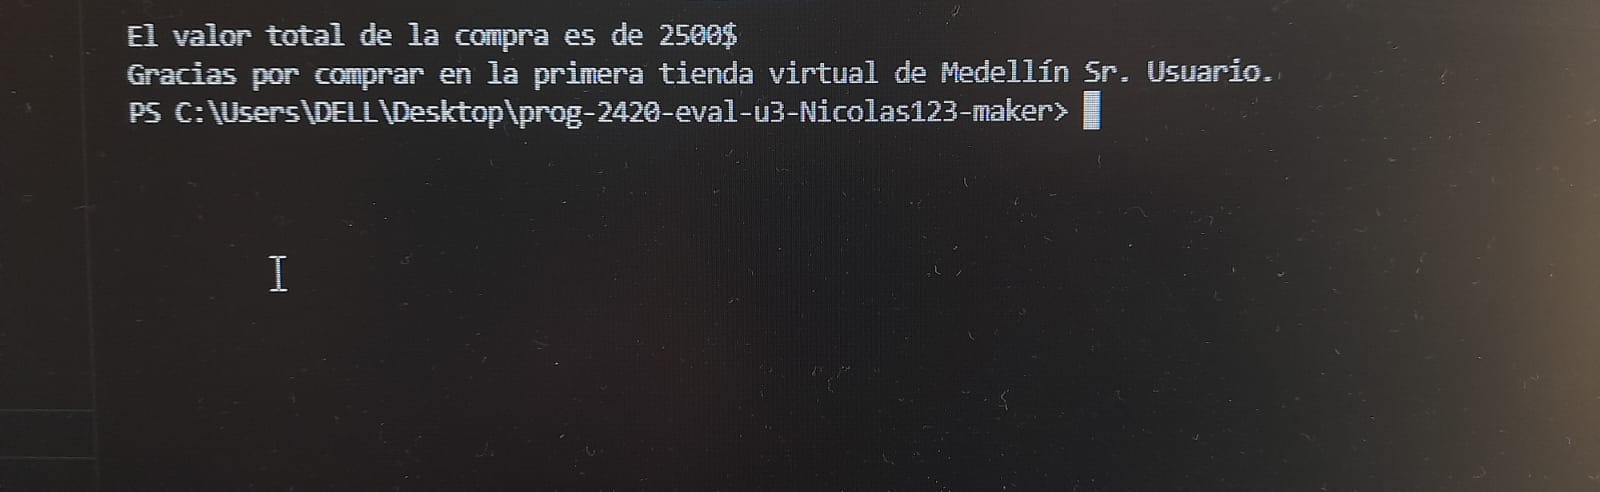 El valor total de la compra es de 2500$
Gracias por comprar en la primera tienda virtual de Medellín Sr. Usuario.
PS C:\Users\DELL\Desktop\prog-2420-eval-u3-Nicolas123-maker>